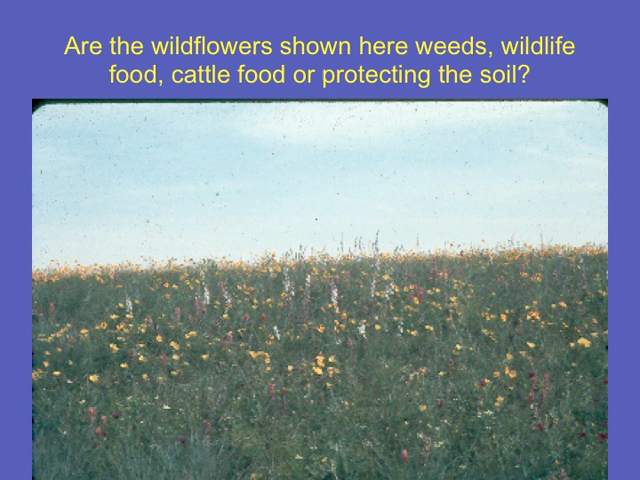 Are the wildflowers shown here weeds, wildlife
food, cattle food or protecting the soil?